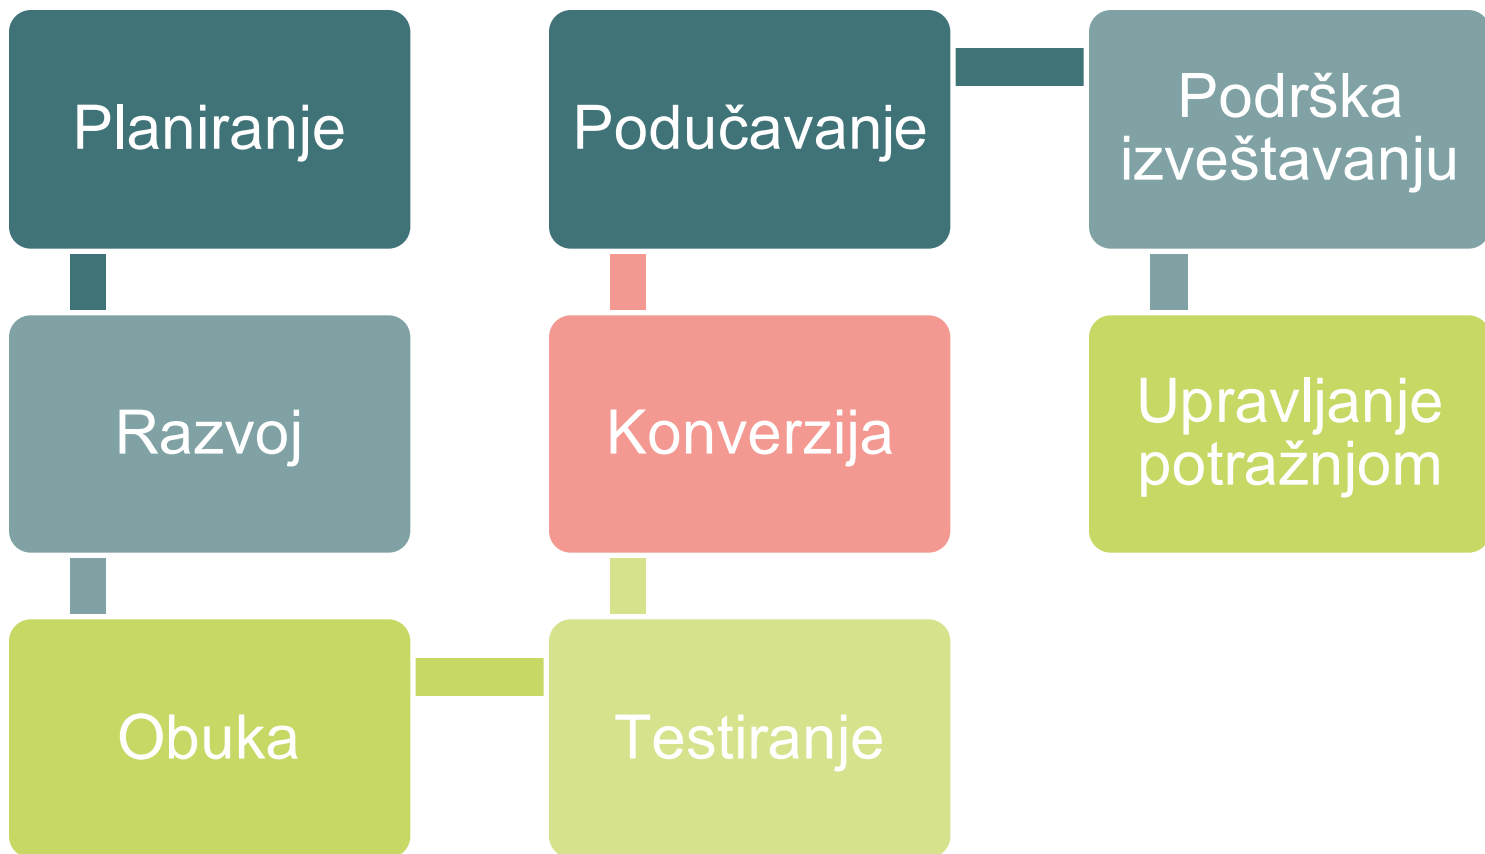 Planiranje
Razvoj
Obuka
Testiranje
Konverzija
Podučavanje
Podrška
izveštavanju
Upravljanje
potražnjom